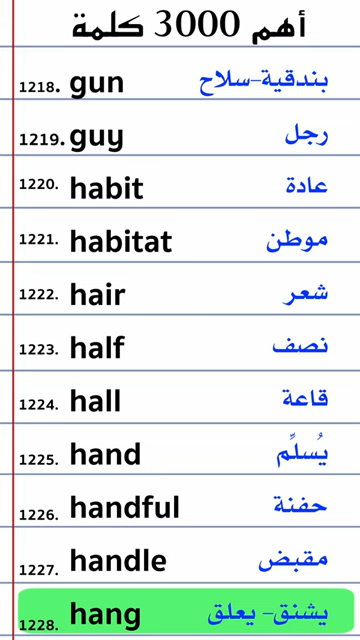 أهم 3000 كلمة
1218. gun بندقية-سلاح
1219. guy رجل
1220. habit عادة
1221. habitat موطن
1222. hair شعر
1223. half نصف
1224. hall قاعة
1225. hand يُسلِّم
1226. handful حفنة
1227. handle مقبض
1228. hang يشنق- يعلق